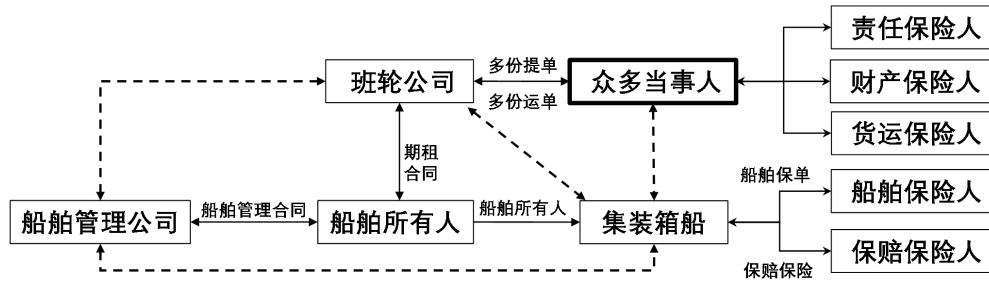 责任保险人
班轮公司
多份提单
多份运单
众多当事人
财产保险人
货运保险人
期租
合同
船舶保单
船舶管理公司
船舶管理合同
船舶所有人
船舶所有人
集装箱船
船舶保险人
保赔保险
保赔保险人